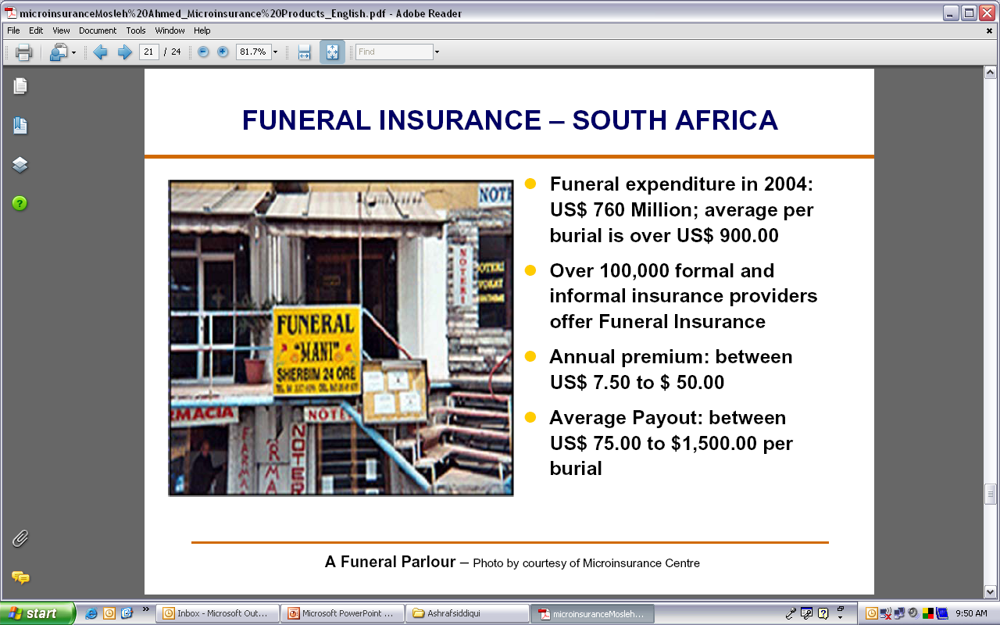 microinsuranceMosleh%20Ahmed_Microinsurance%20Products_English.pdf - Adobe Reader
File Edit View Document Tools Window Help
21 / 24 81.7% Find
FUNERAL INSURANCE – SOUTH AFRICA
NOTE
NOTERI
FUNERAL
"MANI"
SHERBIM 24 ORE
RMACIA
NOTE
NOTER
Funeral expenditure in 2004:
US$ 760 Million; average per
burial is over US$ 900.00
Over 100,000 formal and
informal insurance providers
offer Funeral Insurance
Annual premium: between
US$ 7.50 to $ 50.00
Average Payout: between
US$ 75.00 to $1,500.00 per
burial
A Funeral Parlour – Photo by courtesy of Microinsurance Centre
start Inbox - Microsoft Out... Microsoft PowerPoint ... Ashrafsiddiqui microinsuranceMosleh... 9:50 AM